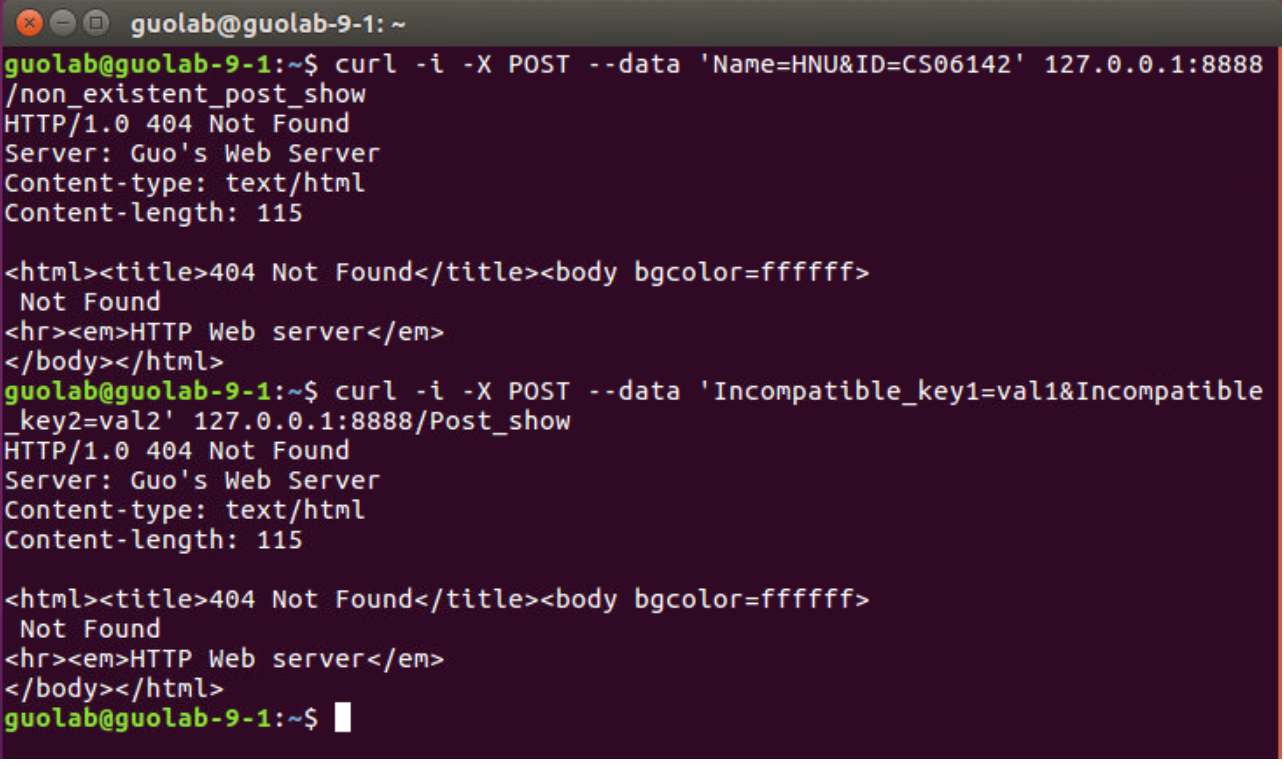 guolab@guolab-9-1: ~
guolab@guolab-9-1:~$ curl -i -X POST --data 'Name=HNU&ID=CS06142' 127.0.0.1:8888
/non_existent_post_show
HTTP/1.0 404 Not Found
Server: Guo's Web Server
Content-type: text/html
Content-length: 115

<html><title>404 Not Found</title><body bgcolor=ffffff>
 Not Found
<hr><em>HTTP Web server</em>
</body></html>
guolab@guolab-9-1:~$ curl -i -X POST --data 'Incompatible_key1=val1&Incompatible
_key2=val2' 127.0.0.1:8888/Post_show
HTTP/1.0 404 Not Found
Server: Guo's Web Server
Content-type: text/html
Content-length: 115

<html><title>404 Not Found</title><body bgcolor=ffffff>
 Not Found
<hr><em>HTTP Web server</em>
</body></html>
guolab@guolab-9-1:~$